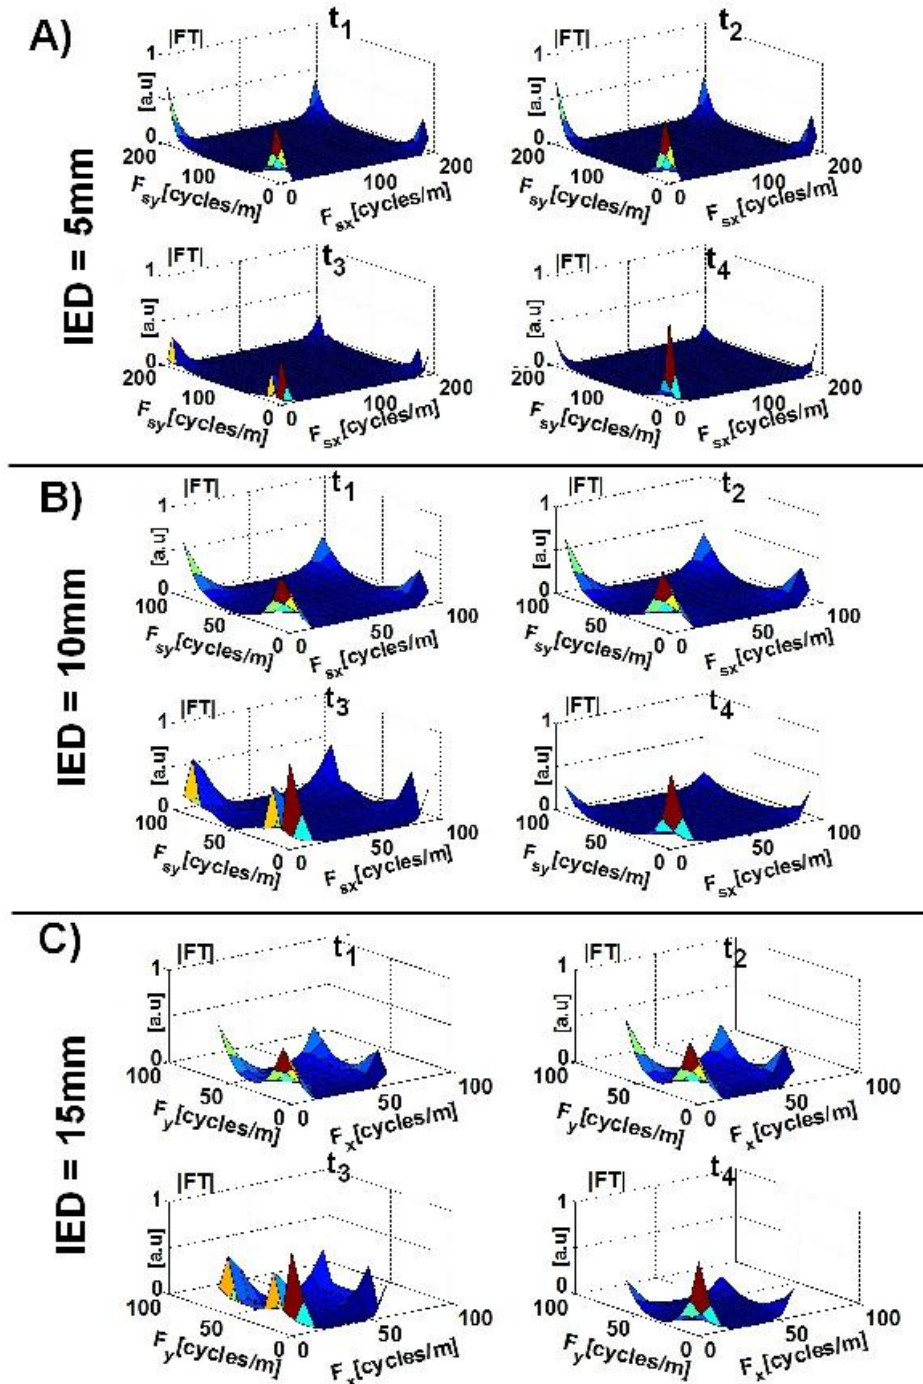 A)
IED = 5mm
t1
|FT|
1
[a.u]
0
200
100
0
Fsy[cycles/m]
0
100
200
Fsx[cycles/m]
t2
|FT|
1
[a.u]
0
200
100
0
Fsy[cycles/m]
0
100
200
Fsx[cycles/m]
t3
|FT|
1
[a.u]
0
200
100
0
Fsy[cycles/m]
0
100
200
Fsx[cycles/m]
t4
|FT|
1
[a.u]
0
200
100
0
Fsy[cycles/m]
0
100
200
Fsx[cycles/m]
B)
IED = 10mm
t1
|FT|
1
[a.u]
0
100
50
0
Fsy[cycles/m]
0
50
100
Fsx[cycles/m]
t2
|FT|
1
[a.u]
0
100
50
0
Fsy[cycles/m]
0
50
100
Fsx[cycles/m]
t3
|FT|
1
[a.u]
0
100
50
0
Fsy[cycles/m]
0
50
100
Fsx[cycles/m]
t4
|FT|
1
[a.u]
0
100
50
0
Fsy[cycles/m]
0
50
100
Fsx[cycles/m]
C)
IED = 15mm
t1
|FT|
1
[a.u]
0
100
50
0
Fy[cycles/m]
0
50
100
Fx[cycles/m]
t2
|FT|
1
[a.u]
0
100
50
0
Fy[cycles/m]
0
50
100
Fx[cycles/m]
t3
|FT|
1
[a.u]
0
100
50
0
Fy[cycles/m]
0
50
100
Fx[cycles/m]
t4
|FT|
1
[a.u]
0
100
50
0
Fy[cycles/m]
0
50
100
Fx[cycles/m]